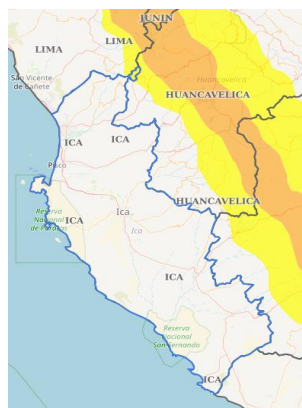 JUNIN
LIMA
LIMA
San Vicente
de Cañete
Huancavelica
HUANCAVELICA
ICA
ICA
Pisco
HUANCAVELICA
Reserva
Nacional
de Paracas
ICA
Ica
Ica
ICA
Reserva
Nacional
San Fernando
ICA